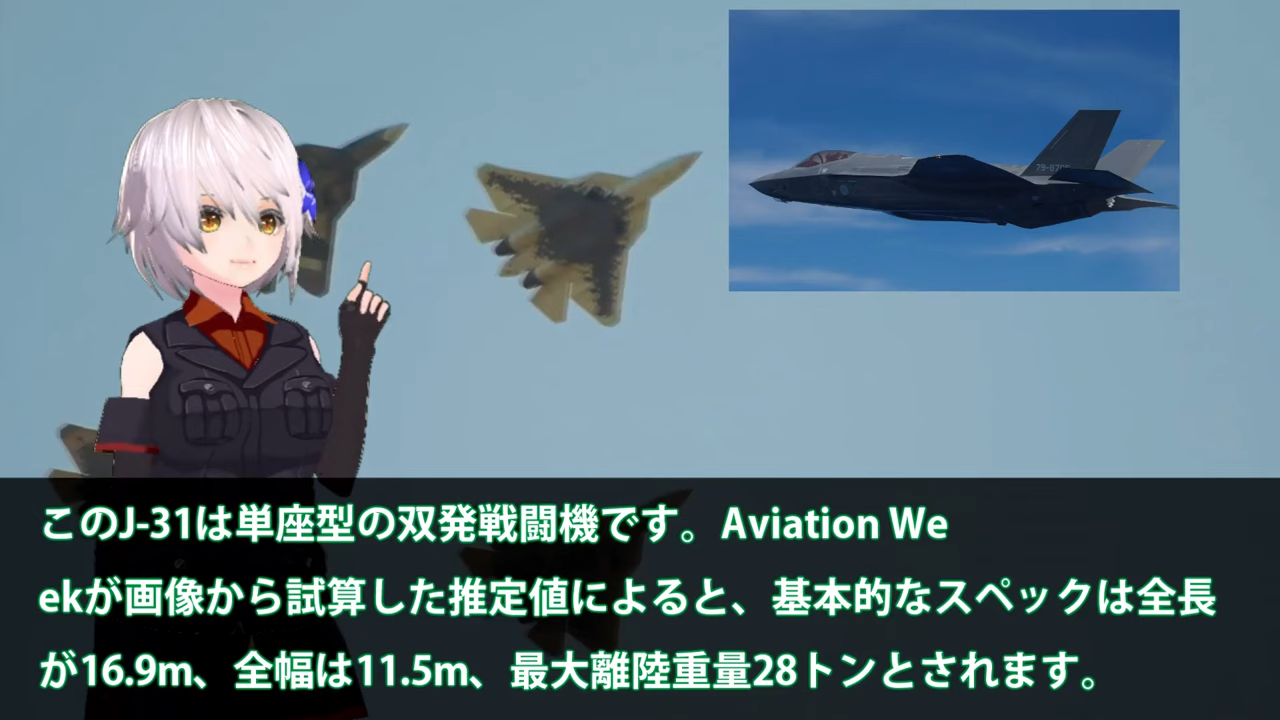 このJ-31は単座型の双発戦闘機です。Aviation We
ekが画像から試算した推定値によると、基本的なスペックは全長
が16.9m、全幅は11.5m、最大離陸重量28トンとされます。